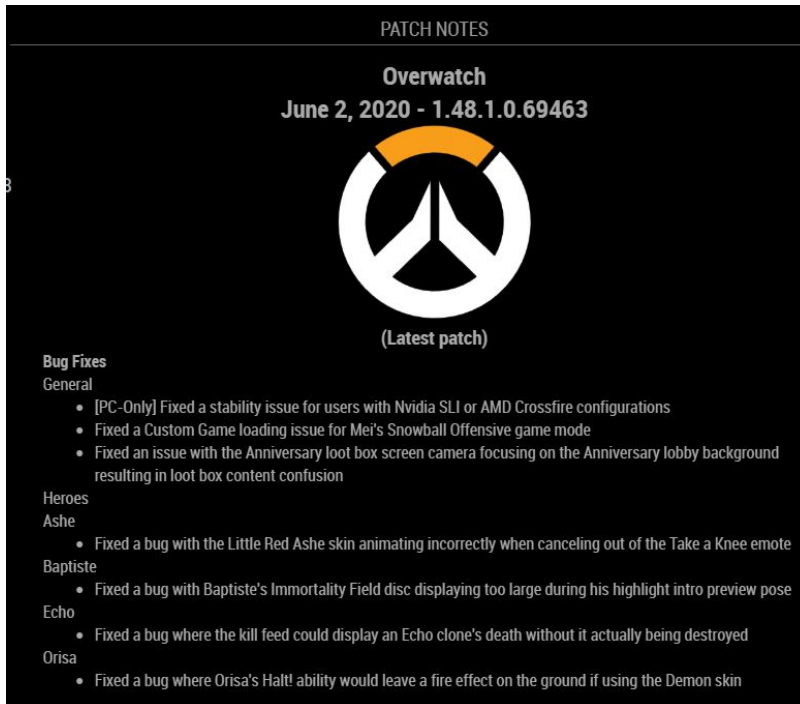 PATCH NOTES
Overwatch
June 2, 2020 - 1.48.1.0.69463
3
(Latest patch)
Bug Fixes
General
• [PC-Only] Fixed a stability issue for users with Nvidia SLI or AMD Crossfire configurations
• Fixed a Custom Game loading issue for Mei's Snowball Offensive game mode
• Fixed an issue with the Anniversary loot box screen camera focusing on the Anniversary lobby background
resulting in loot box content confusion
Heroes
Ashe
• Fixed a bug with the Little Red Ashe skin animating incorrectly when canceling out of the Take a Knee emote
Baptiste
• Fixed a bug with Baptiste's Immortality Field disc displaying too large during his highlight intro preview pose
Echo
• Fixed a bug where the kill feed could display an Echo clone's death without it actually being destroyed
Orisa
• Fixed a bug where Orisa's Halt! ability would leave a fire effect on the ground if using the Demon skin